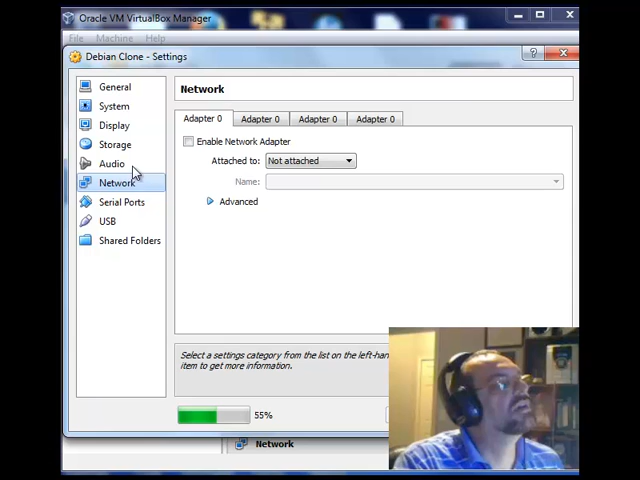 Oracle VM VirtualBox Manager
File Machine Help
Debian Clone - Settings
General
System
Display
Storage
Audio
Network
Serial Ports
USB
Shared Folders
Network
Adapter 0 Adapter 0 Adapter 0 Adapter 0
Enable Network Adapter
Attached to: Not attached
Name:
Advanced
Select a settings category from the list on the left-han
item to get more information.
55%
Network